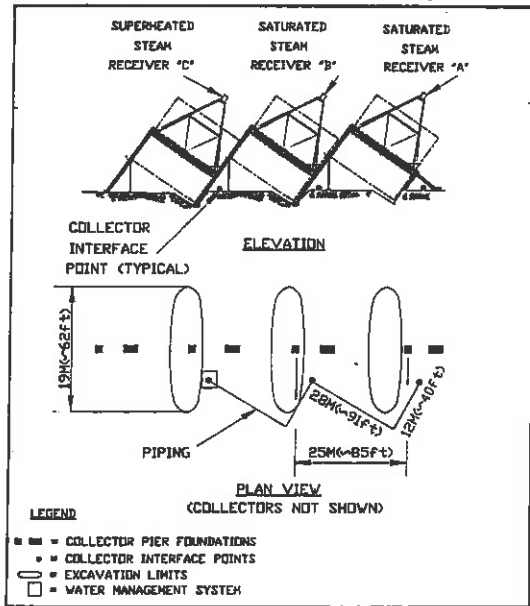 SUPERHEATED
STEAM
RECEIVER "C"
SATURATED
STEAM
RECEIVER "B"
SATURATED
STEAM
RECEIVER "A"
COLLECTOR
INTERFACE
POINT (TYPICAL)
ELEVATION
19M(~62ft)
28M(~91ft)
12M(~40ft)
25M(~85ft)
PIPING
PLAN VIEW
(COLLECTORS NOT SHOWN)
LEGEND
= COLLECTOR PIER FOUNDATIONS
= COLLECTOR INTERFACE POINTS
= EXCAVATION LIMITS
= WATER MANAGEMENT SYSTEM